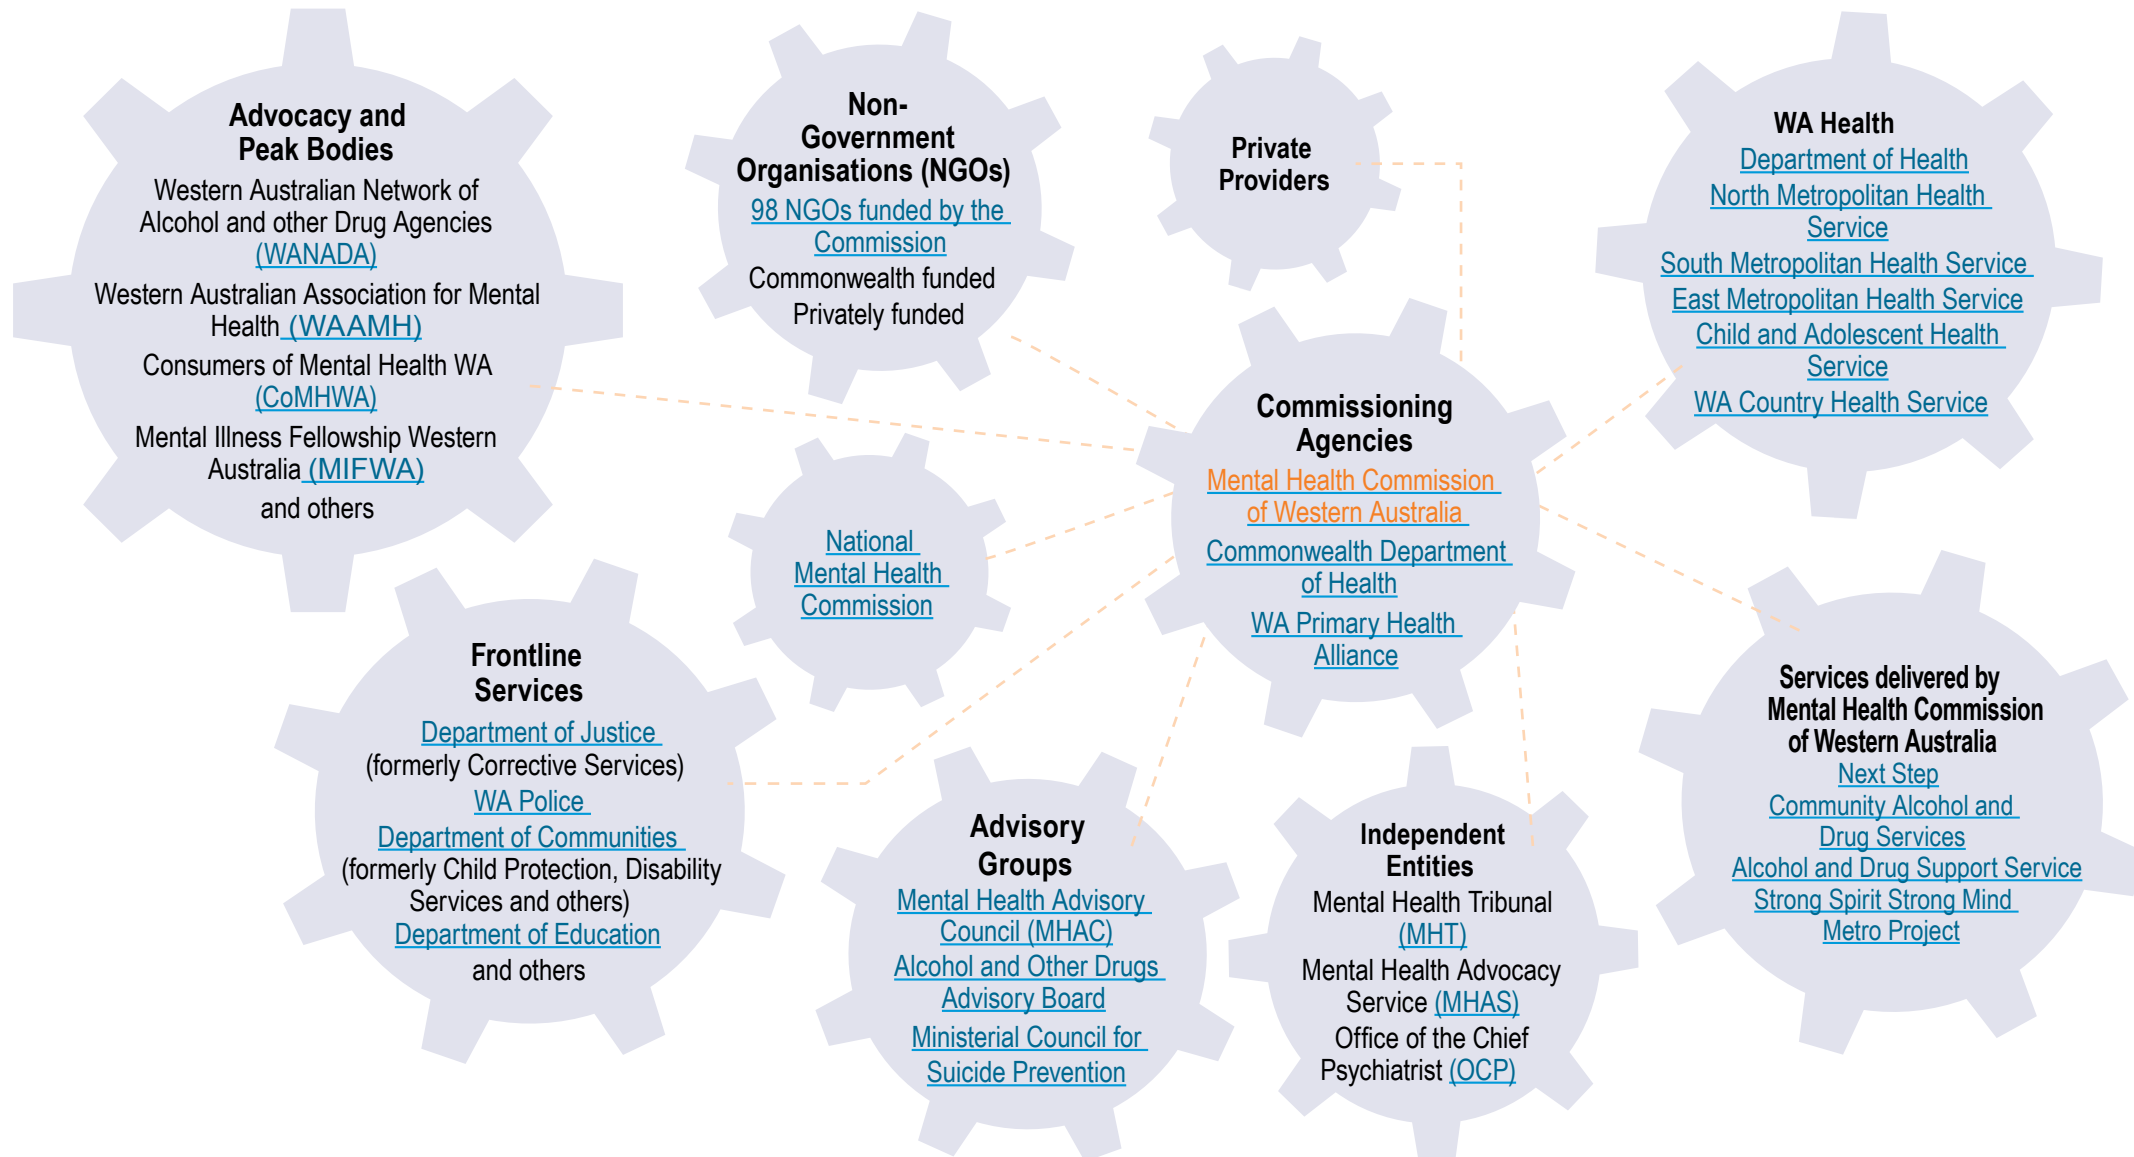 Advocacy and
Peak Bodies
Western Australian Network of
Alcohol and other Drug Agencies
(WANADA)
Western Australian Association for Mental
Health (WAAMH)
Consumers of Mental Health WA
(CoMHWA)
Mental Illness Fellowship Western
Australia (MIFWA)
and others
Non-
Government
Organisations (NGOs)
98 NGOs funded by the
Commission
Commonwealth funded
Privately funded
Private
Providers
WA Health
Department of Health
North Metropolitan Health
Service
South Metropolitan Health Service
East Metropolitan Health Service
Child and Adolescent Health
Service
WA Country Health Service
Commissioning
Agencies
Mental Health Commission
of Western Australia
Commonwealth Department
of Health
WA Primary Health
Alliance
National
Mental Health
Commission
Frontline
Services
Department of Justice
(formerly Corrective Services)
WA Police
Department of Communities
(formerly Child Protection, Disability
Services and others)
Department of Education
and others
Advisory
Groups
Mental Health Advisory
Council (MHAC)
Alcohol and Other Drugs
Advisory Board
Ministerial Council for
Suicide Prevention
Independent
Entities
Mental Health Tribunal
(MHT)
Mental Health Advocacy
Service (MHAS)
Office of the Chief
Psychiatrist (OCP)
Services delivered by
Mental Health Commission
of Western Australia
Next Step
Community Alcohol and
Drug Services
Alcohol and Drug Support Service
Strong Spirit Strong Mind
Metro Project